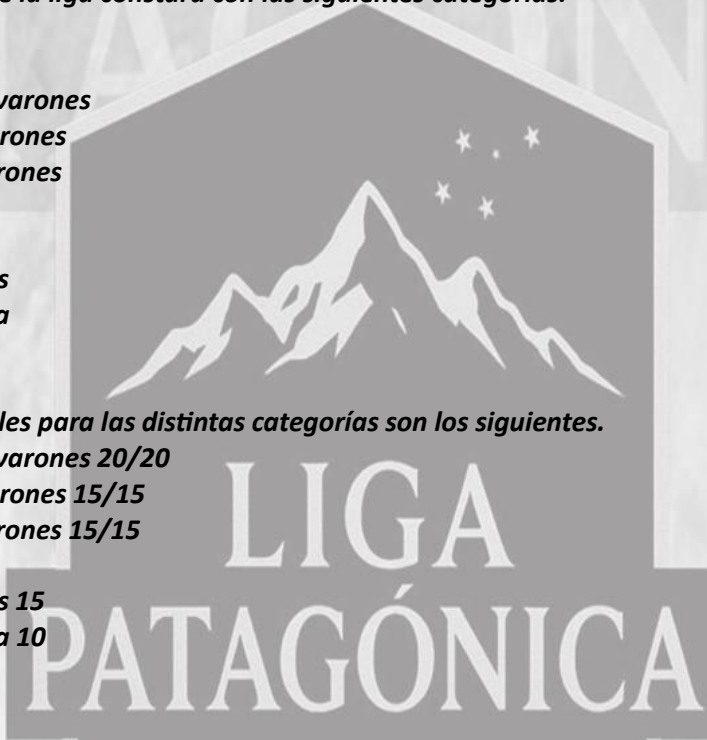 la liga constará con las siguientes categorías.
varones
rones
rones
s
a
les para las distintas categorías son los siguientes.
varones 20/20
rones 15/15
rones 15/15
s 15
a 10
LIGA
PATAGÓNICA